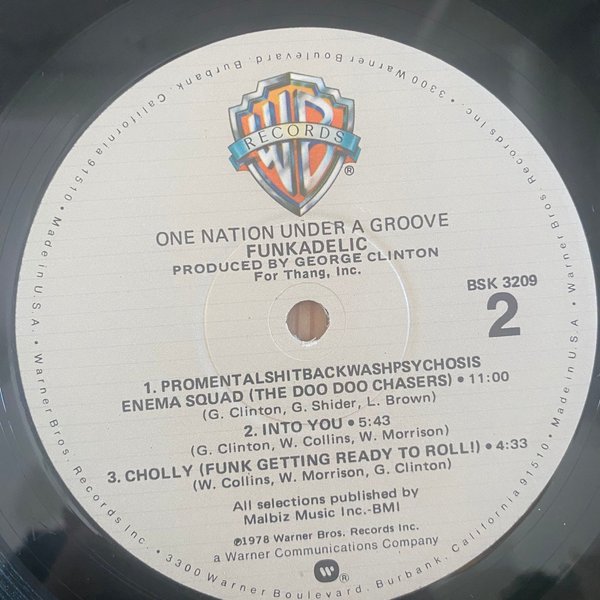 WB
RECORDS
®
ONE NATION UNDER A GROOVE
FUNKADELIC
PRODUCED BY GEORGE CLINTON
For Thang, Inc.
BSK 3209
2
1. PROMENTALSHITBACKWASHPSYCHOSIS
ENEMA SQUAD (THE DOO DOO CHASERS) • 11:00
(G. Clinton, G. Shider, L. Brown)
2. INTO YOU • 5:43
(G. Clinton, W. Collins, W. Morrison)
3. CHOLLY (FUNK GETTING READY TO ROLL!) • 4:33
(W. Collins, W. Morrison, G. Clinton)
All selections published by
Malbiz Music Inc.-BMI
℗1978 Warner Bros. Records Inc.
a Warner Communications Company
W®
Warner Bros. Records Inc. • 3300 Warner Boulevard, Burbank, California 91510 • Made in U.S.A. •
Warner Bros. Records Inc. • 3300 Warner Boulevard, Burbank, California 91510 • Made in U.S.A. •